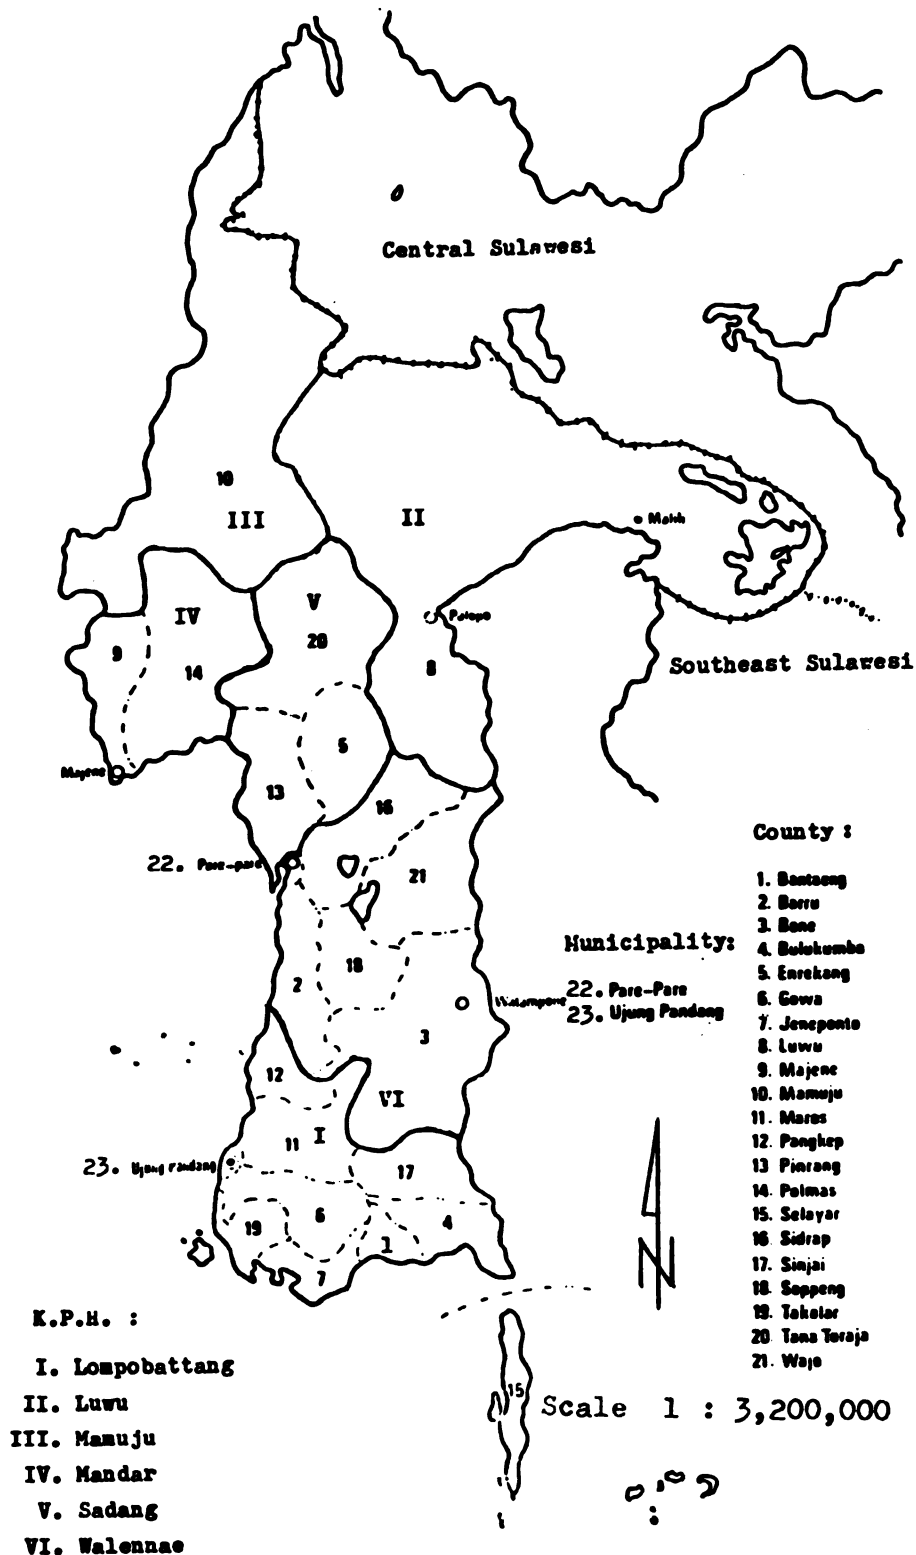 Central Sulawesi
10
III
II
Malili
IV
V
Palopo
20
9
14
8
Southeast Sulawesi
5
Majene
13
16
County :
22. Pare-pare
21
1. Bantaeng
2. Barru
3. Bone
Municipality:
4. Bulukumba
18
5. Enrekang
2
22. Pare-Pare
6. Gowa
Watampone
23. Ujung Pandang
7. Jeneponto
3
8. Luwu
12
9. Majene
VI
10. Mamuju
11. Maros
11
I
12. Pangkep
23. Ujung Pandang
17
13. Pinrang
14. Polmas
19
6
4
15. Selayar
1
16. Sidrap
7
17. Sinjai
N
18. Soppeng
K.P.H. :
19. Takalar
20. Tana Toraja
I. Lompobattang
21. Wajo
15
II. Luwu
Scale 1 : 3,200,000
III. Mamuju
IV. Mandar
V. Sadang
VI. Walennae